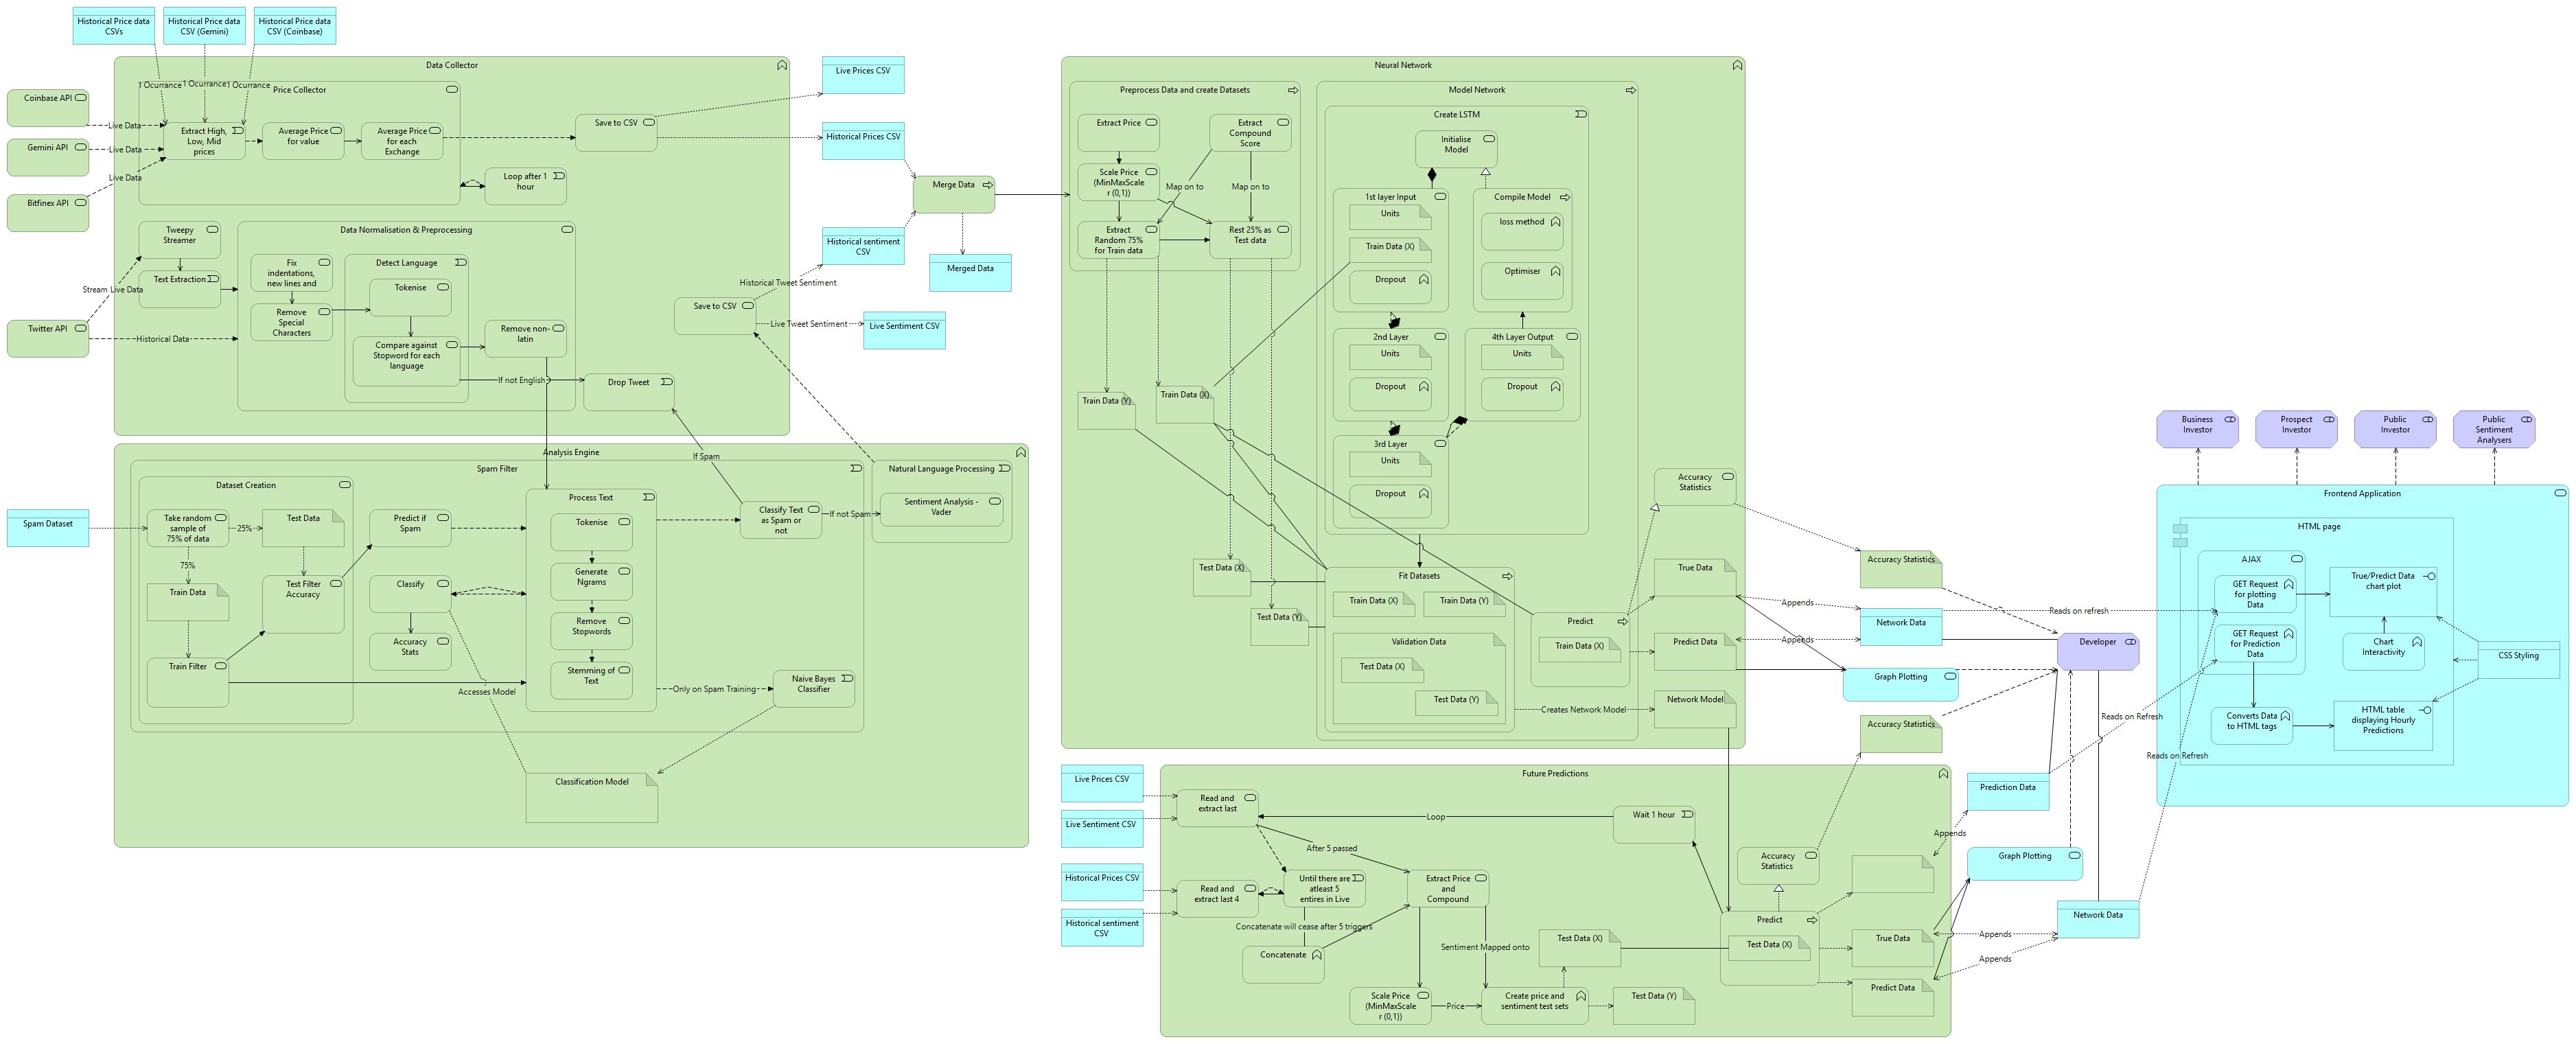 Historical Price data
CSVs
Historical Price data
CSV (Gemini)
Historical Price data
CSV (Coinbase)
Data Collector
1 Ocurrance
1 Ocurrance
1 Ocurrance
Price Collector
Coinbase API
Gemini API
Bitfinex API
Live Data
Live Data
Live Data
Extract High,
Low, Mid
prices
Average Price
for value
Average Price
for each
Exchange
Loop after 1
hour
Save to CSV
Live Prices CSV
Historical Prices CSV
Merge Data
Merged Data
Historical sentiment
CSV
Live Sentiment CSV
Historical Tweet Sentiment
Live Tweet Sentiment
Save to CSV
Tweepy
Streamer
Text Extraction
Stream Live Data
Twitter API
Historical Data
Data Normalisation & Preprocessing
Fix
indentations,
new lines and
Remove
Special
Characters
Detect Language
Tokenise
Compare against
Stopword for each
language
Remove non-
latin
If not English
Drop Tweet
If Spam
Analysis Engine
Spam Filter
Spam Dataset
Dataset Creation
Take random
sample of
75% of data
25%
Test Data
75%
Train Data
Test Filter
Accuracy
Train Filter
Predict if
Spam
Classify
Accuracy
Stats
Accesses Model
Process Text
Tokenise
Generate
Ngrams
Remove
Stopwords
Stemming of
Text
Classify Text
as Spam or
not
If not Spam
Only on Spam Training
Naive Bayes
Classifier
Classification Model
Natural Language Processing
Sentiment Analysis -
Vader
Neural Network
Preprocess Data and create Datasets
Extract Price
Extract
Compound
Score
Scale Price
(MinMaxScale
r (0,1))
Map on to
Map on to
Extract
Random 75%
for Train data
Rest 25% as
Test data
Train Data (Y)
Train Data (X)
Test Data (X)
Test Data (Y)
Model Network
Create LSTM
Initialise
Model
1st layer Input
Units
Train Data (X)
Dropout
Compile Model
loss method
Optimiser
2nd Layer
Units
Dropout
4th Layer Output
Units
Dropout
3rd Layer
Units
Dropout
Fit Datasets
Train Data (X)
Train Data (Y)
Validation Data
Test Data (X)
Test Data (Y)
Predict
Train Data (X)
Creates Network Model
Accuracy
Statistics
True Data
Predict Data
Network Model
Accuracy Statistics
Appends
Appends
Network Data
Graph Plotting
Developer
Accuracy Statistics
Reads on refresh
Reads on Refresh
Reads on Refresh
Business
Investor
Prospect
Investor
Public
Investor
Public
Sentiment
Analysers
Frontend Application
HTML page
AJAX
GET Request
for plotting
Data
GET Request
for Prediction
Data
Converts Data
to HTML tags
True/Predict Data
chart plot
Chart
Interactivity
HTML table
displaying Hourly
Predictions
CSS Styling
Live Prices CSV
Live Sentiment CSV
Historical Prices CSV
Historical sentiment
CSV
Future Predictions
Read and
extract last
Read and
extract last 4
Loop
Wait 1 hour
After 5 passed
Until there are
atleast 5
entires in Live
Extract Price
and
Compound
Concatenate will cease after 5 triggers
Concatenate
Sentiment Mapped onto
Scale Price
(MinMaxScale
r (0,1))
Price
Create price and
sentiment test sets
Test Data (X)
Test Data (Y)
Accuracy
Statistics
Predict
Test Data (X)
True Data
Predict Data
Prediction Data
Appends
Graph Plotting
Network Data
Appends
Appends